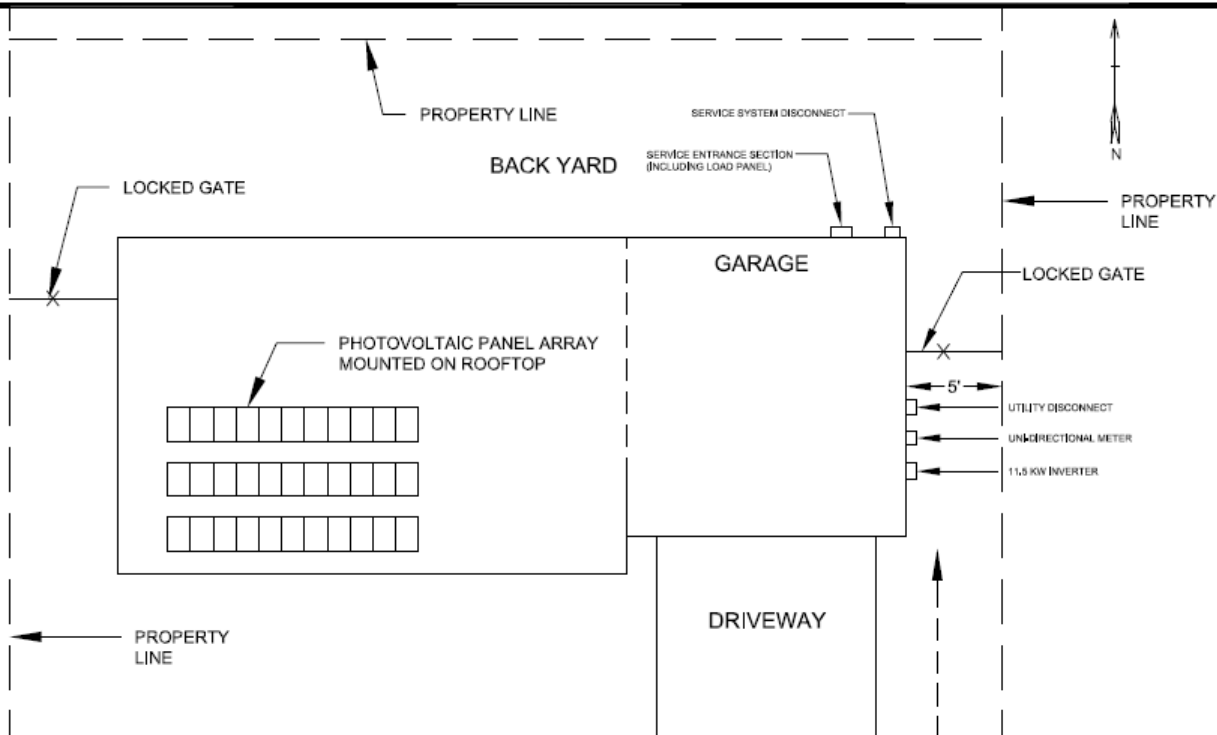 PROPERTY LINE
SERVICE SYSTEM DISCONNECT
BACK YARD
SERVICE ENTRANCE SECTION
(INCLUDING LOAD PANEL)
N
LOCKED GATE
PROPERTY
LINE
GARAGE
LOCKED GATE
PHOTOVOLTAIC PANEL ARRAY
MOUNTED ON ROOFTOP
5'
UTILITY DISCONNECT
UNI-DIRECTIONAL METER
11.5 KW INVERTER
DRIVEWAY
PROPERTY
LINE